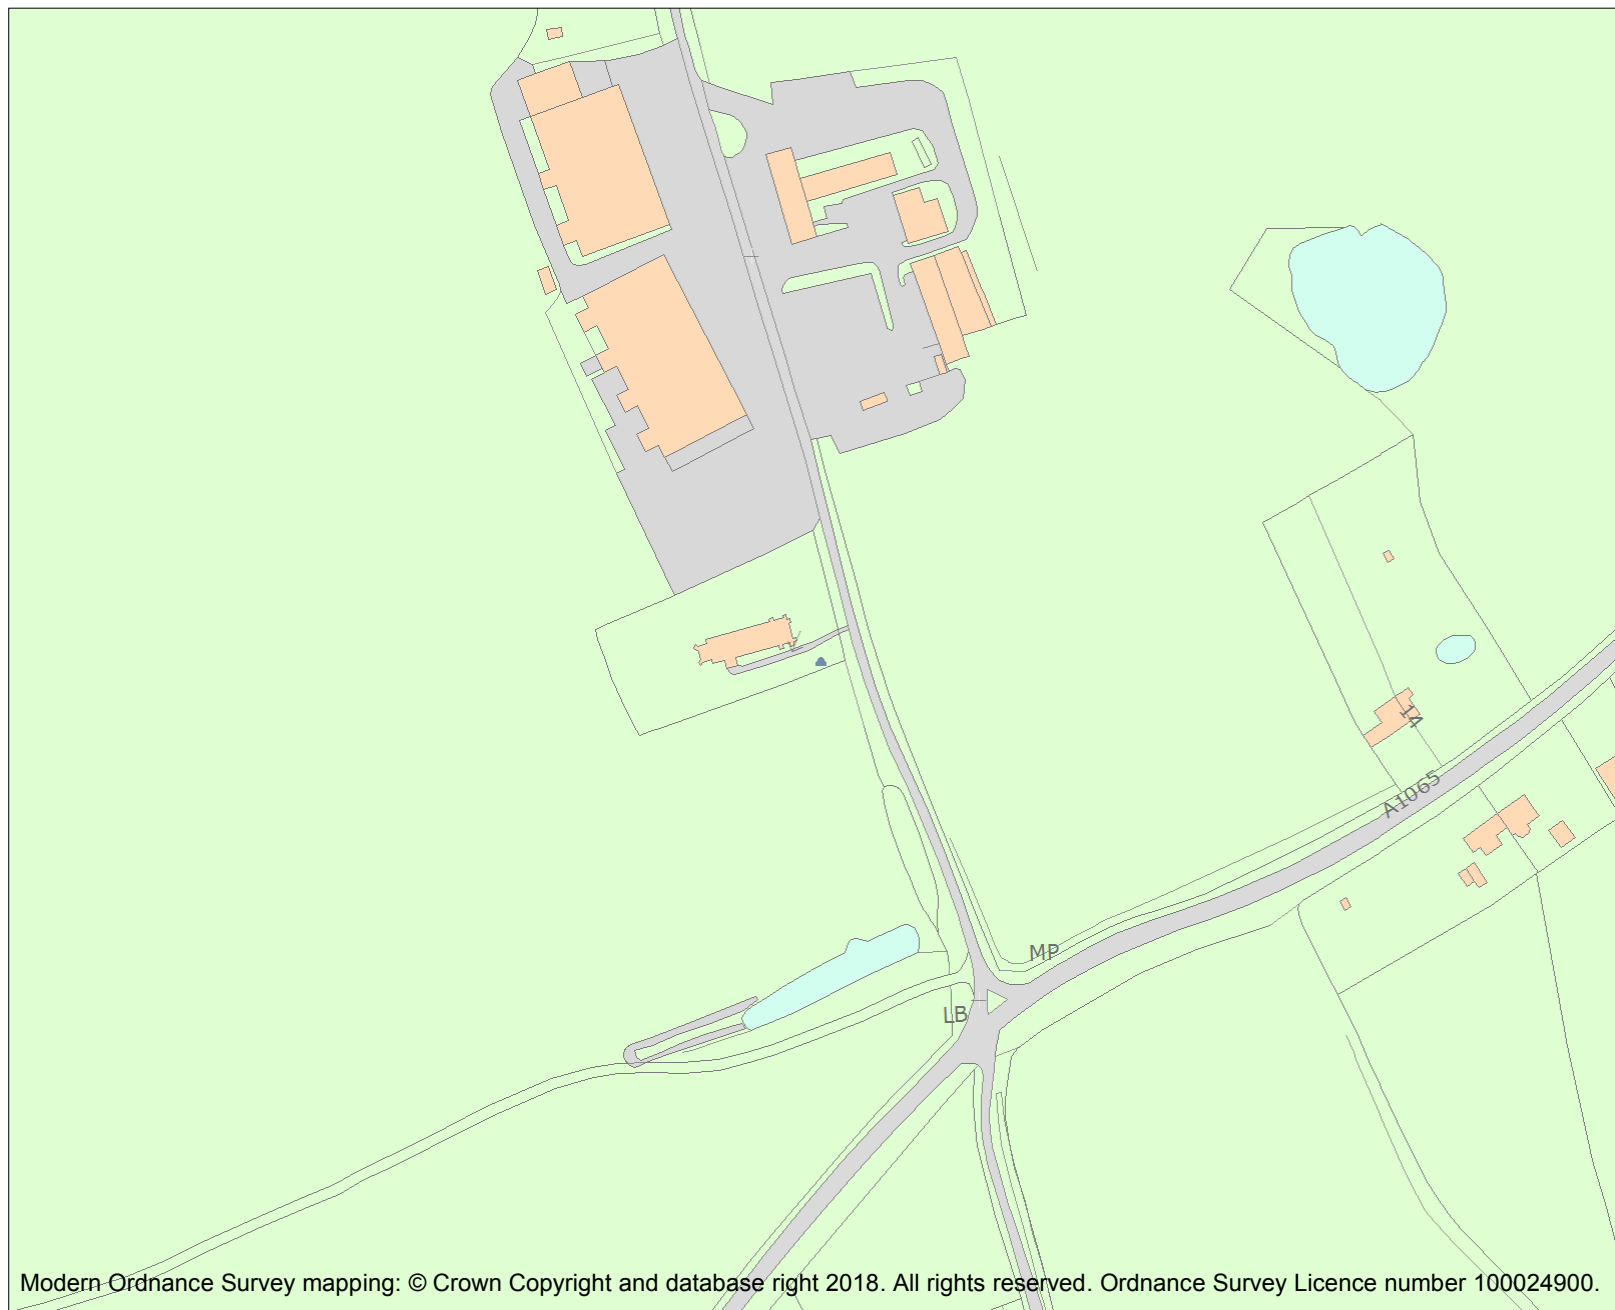 14
A1065
MP
LB
Modern Ordnance Survey mapping: © Crown Copyright and database right 2018. All rights reserved. Ordnance Survey Licence number 100024900.